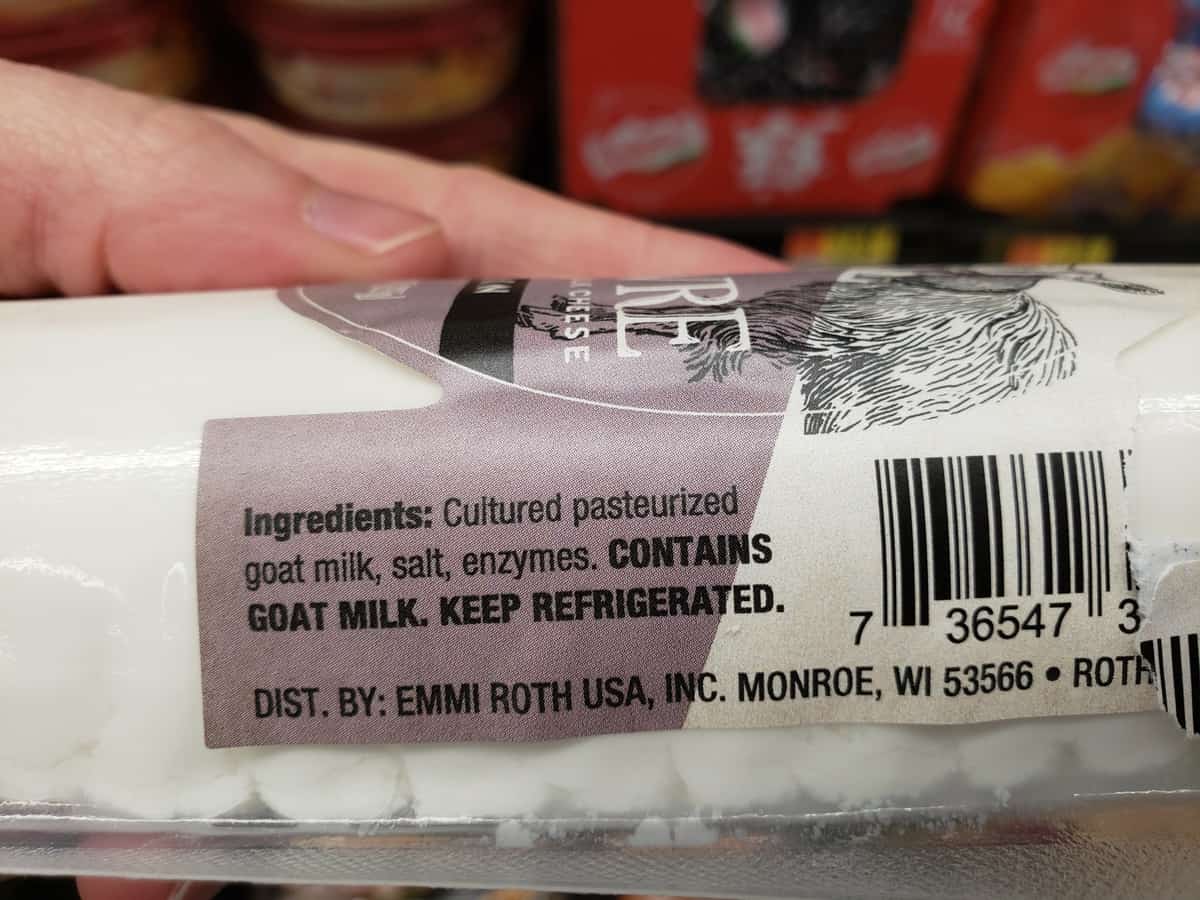 RE
CHEESE
Ingredients: Cultured pasteurized
goat milk, salt, enzymes. CONTAINS
GOAT MILK. KEEP REFRIGERATED.
7 36547 3
DIST. BY: EMMI ROTH USA, INC. MONROE, WI 53566 • ROTH